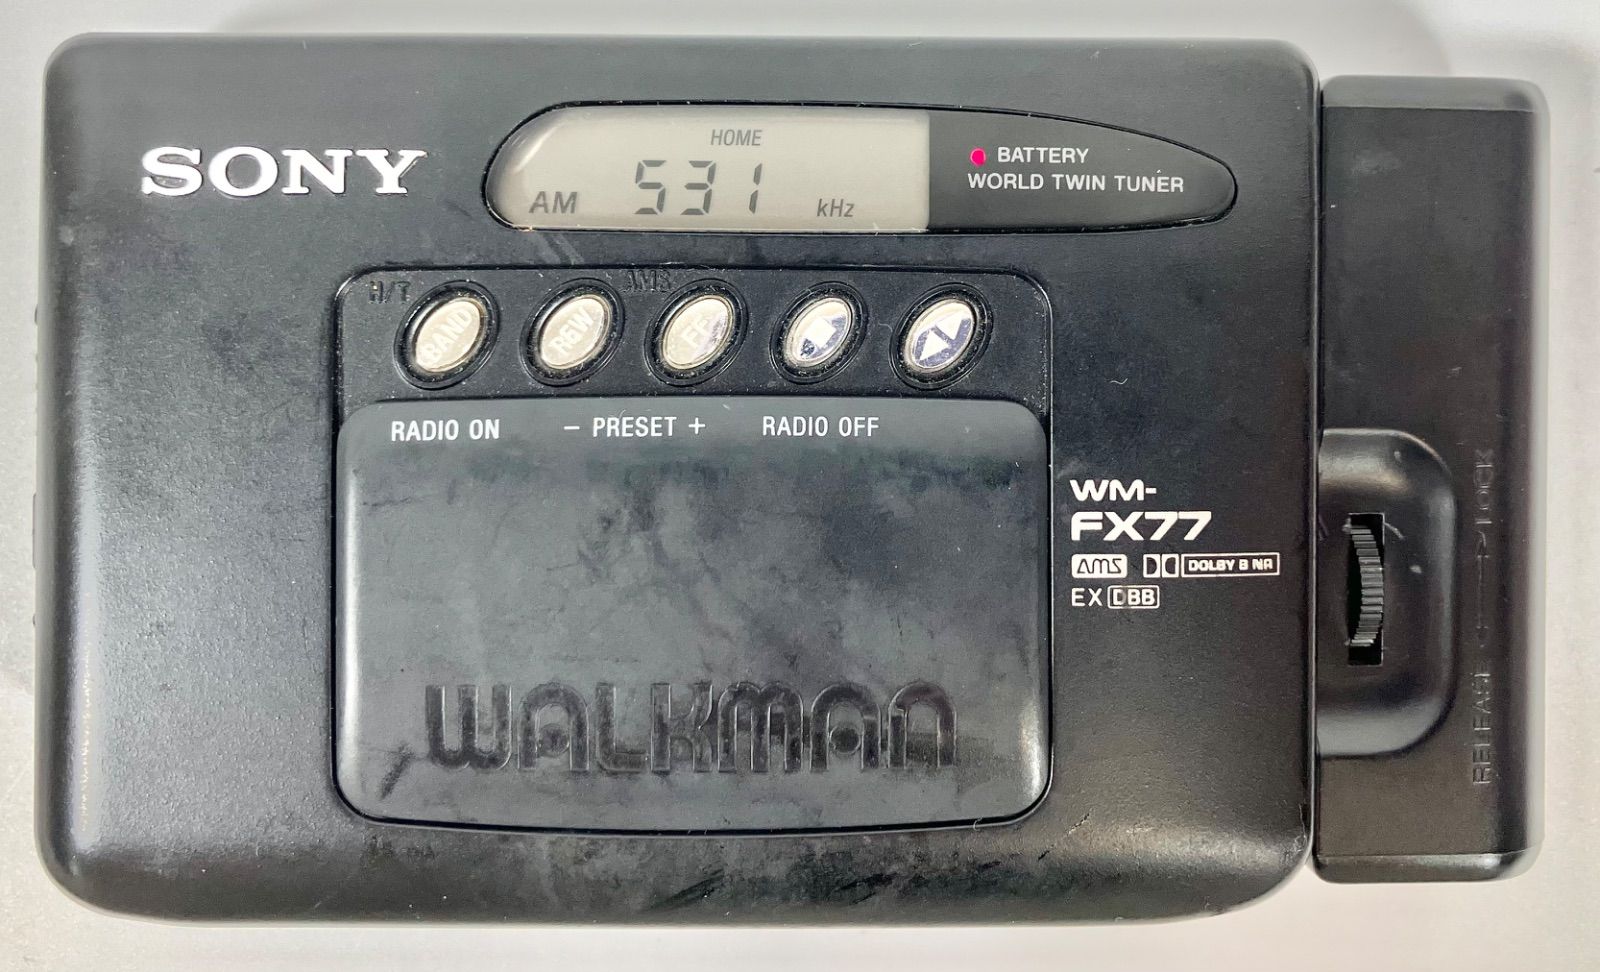 SONY
HOME
AM 531 kHz
BATTERY
WORLD TWIN TUNER
H/T AMS
BAND REW FF
RADIO ON – PRESET + RADIO OFF
WM-
FX77
AMS DOLBY B NR
EX DBB
WALKMAN
RELEASE LOCK